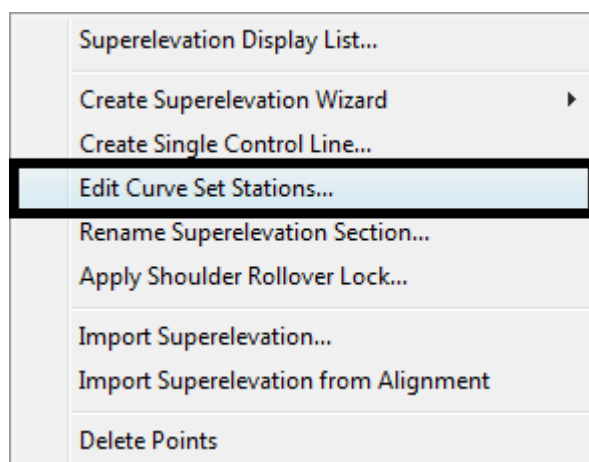 Superelevation Display List...
Create Superelevation Wizard
Create Single Control Line...
Edit Curve Set Stations...
Rename Superelevation Section...
Apply Shoulder Rollover Lock...
Import Superelevation...
Import Superelevation from Alignment
Delete Points